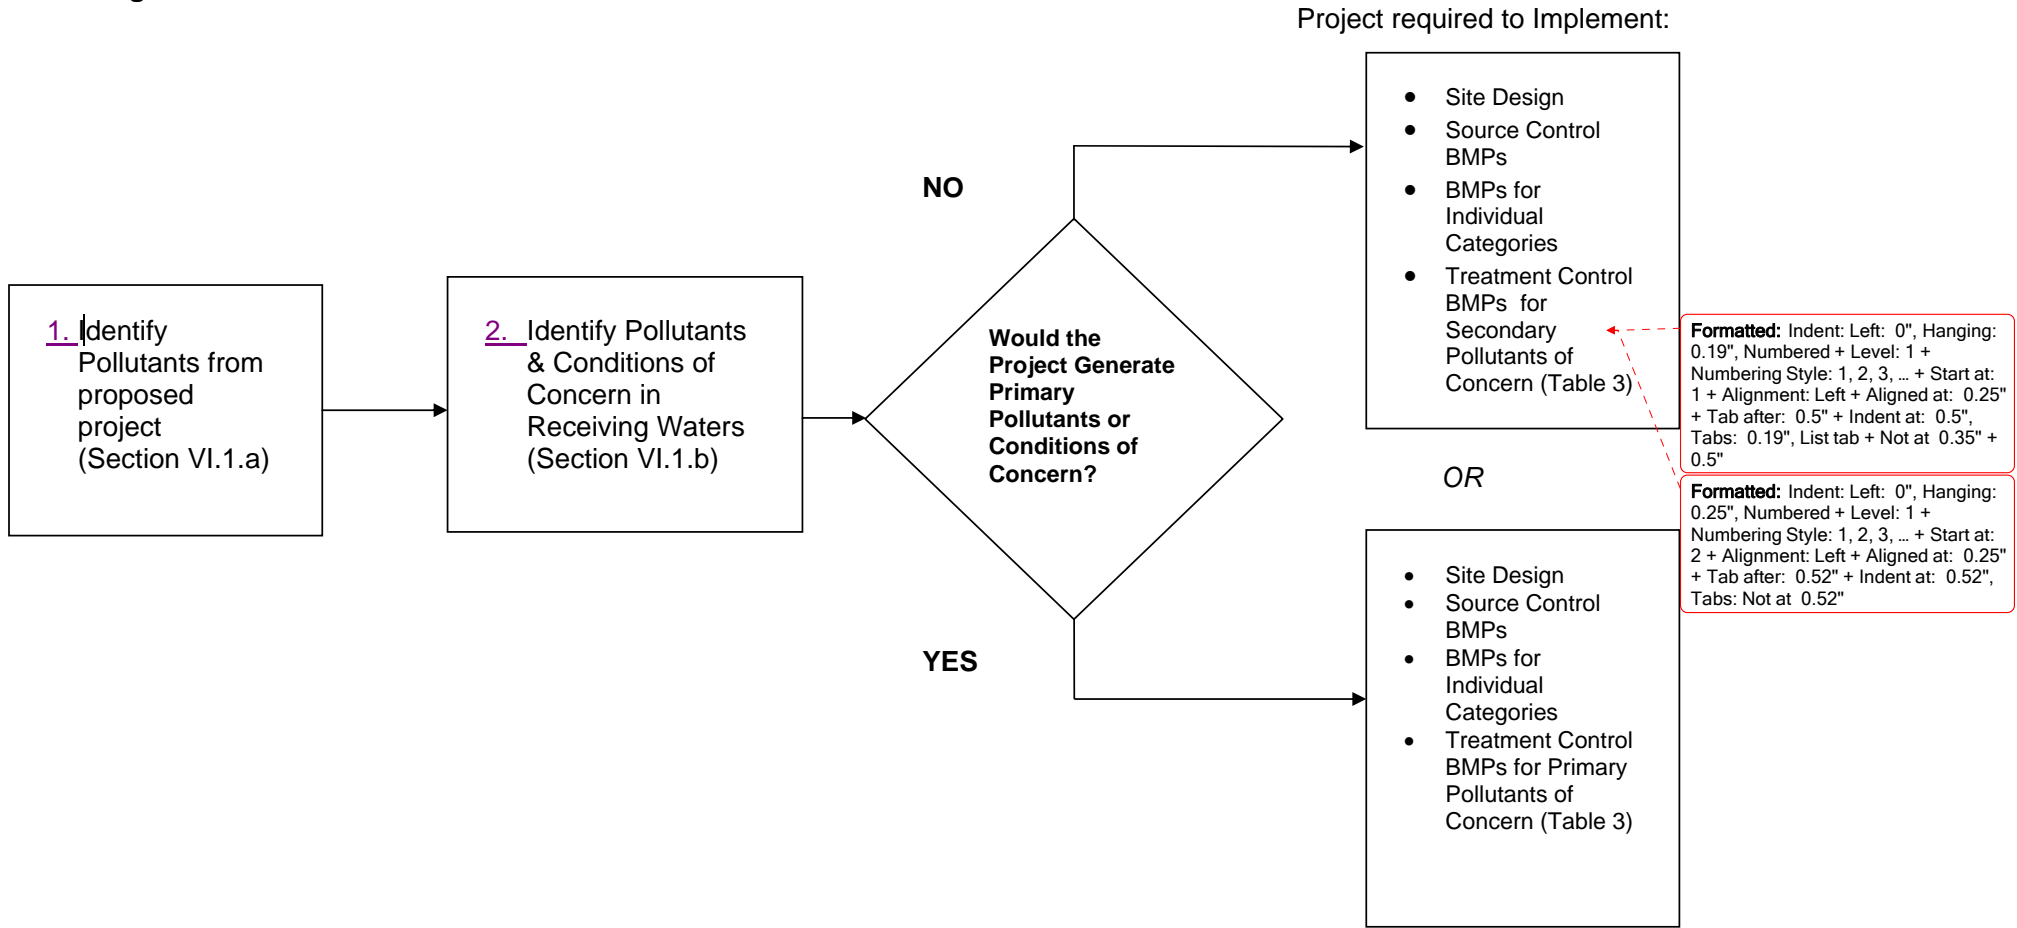 Project required to Implement:
1. Identify
Pollutants from
proposed
project
(Section VI.1.a)
2. Identify Pollutants
& Conditions of
Concern in
Receiving Waters
(Section VI.1.b)
Would the
Project Generate
Primary
Pollutants or
Conditions of
Concern?
NO
• Site Design
• Source Control
BMPs
• BMPs for
Individual
Categories
• Treatment Control
BMPs for
Secondary
Pollutants of
Concern (Table 3)
OR
YES
• Site Design
• Source Control
BMPs
• BMPs for
Individual
Categories
• Treatment Control
BMPs for Primary
Pollutants of
Concern (Table 3)
Formatted: Indent: Left: 0", Hanging:
0.19", Numbered + Level: 1 +
Numbering Style: 1, 2, 3, … + Start at:
1 + Alignment: Left + Aligned at: 0.25"
+ Tab after: 0.5" + Indent at: 0.5",
Tabs: 0.19", List tab + Not at 0.35" +
0.5"
Formatted: Indent: Left: 0", Hanging:
0.25", Numbered + Level: 1 +
Numbering Style: 1, 2, 3, … + Start at:
2 + Alignment: Left + Aligned at: 0.25"
+ Tab after: 0.52" + Indent at: 0.52",
Tabs: Not at 0.52"